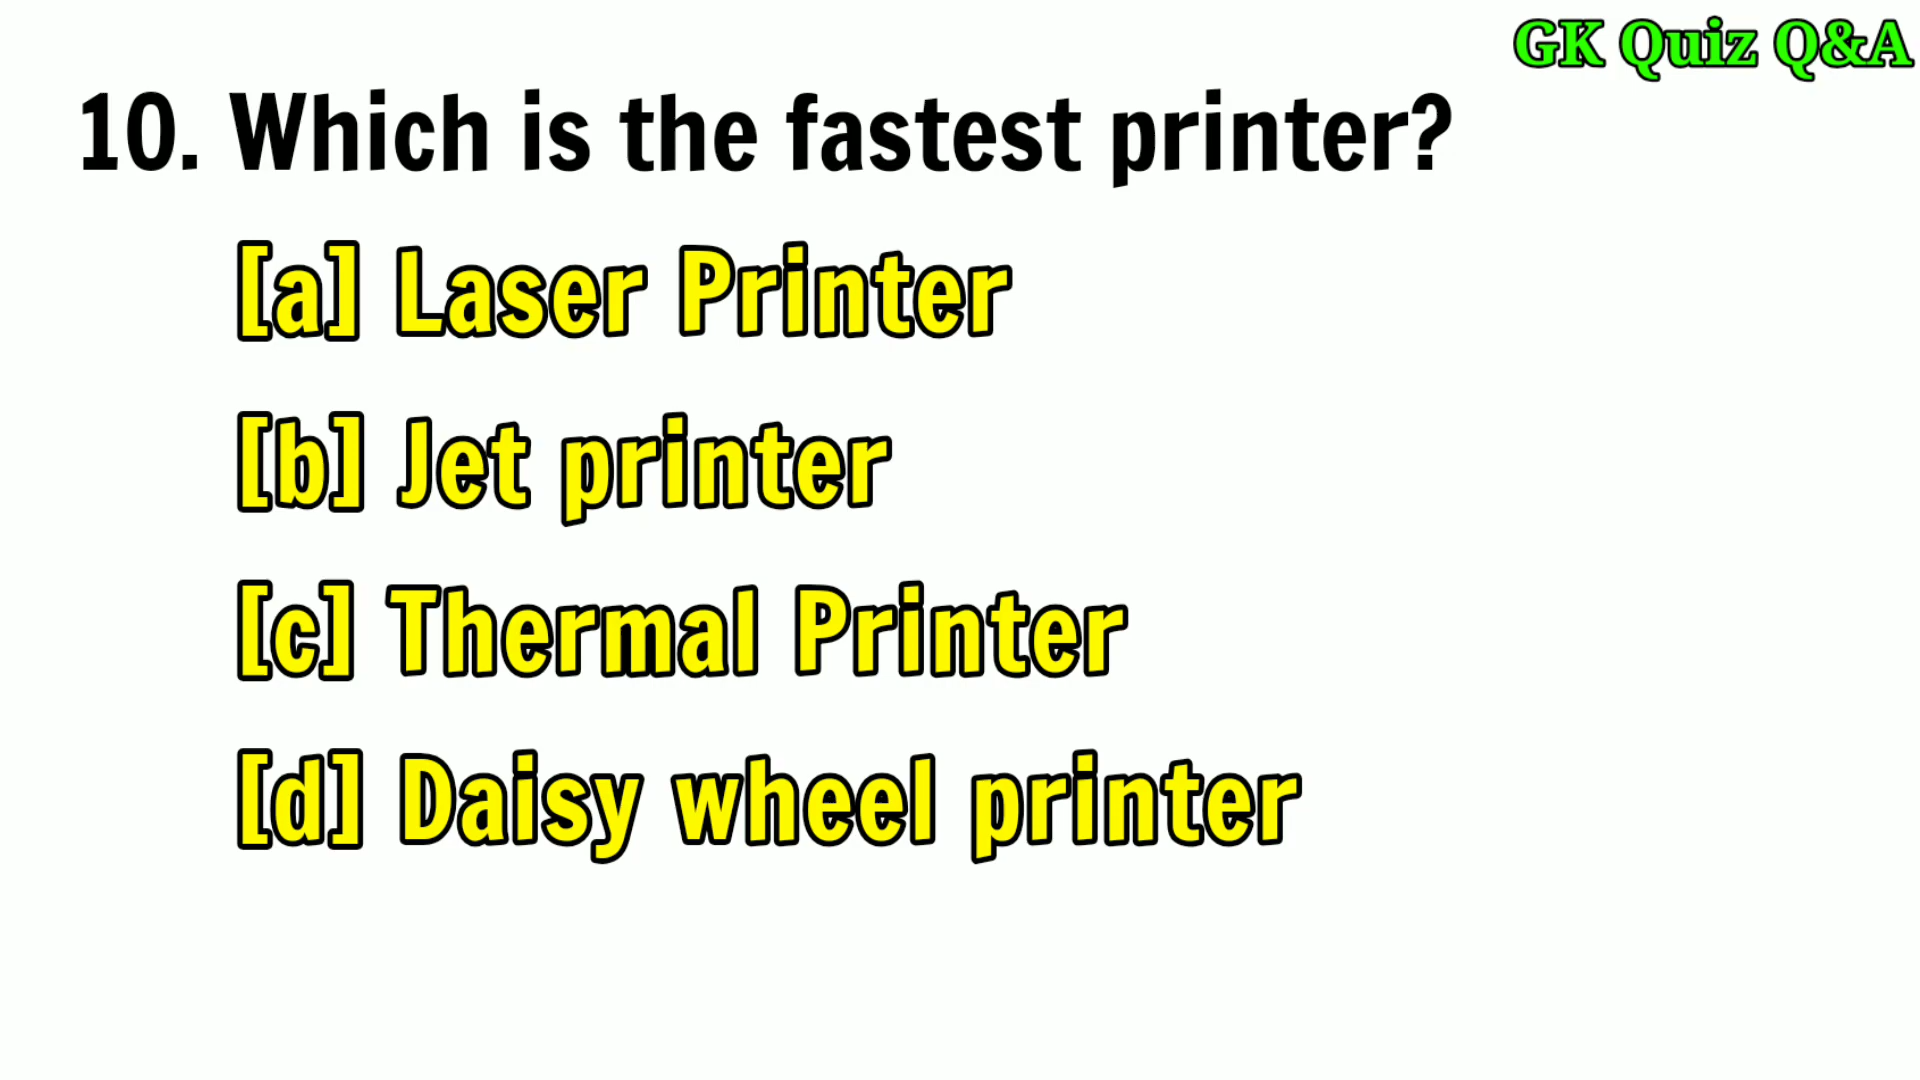 GK Quiz Q&A
10. Which is the fastest printer?
[a] Laser Printer
[b] Jet printer
[c] Thermal Printer
[d] Daisy wheel printer